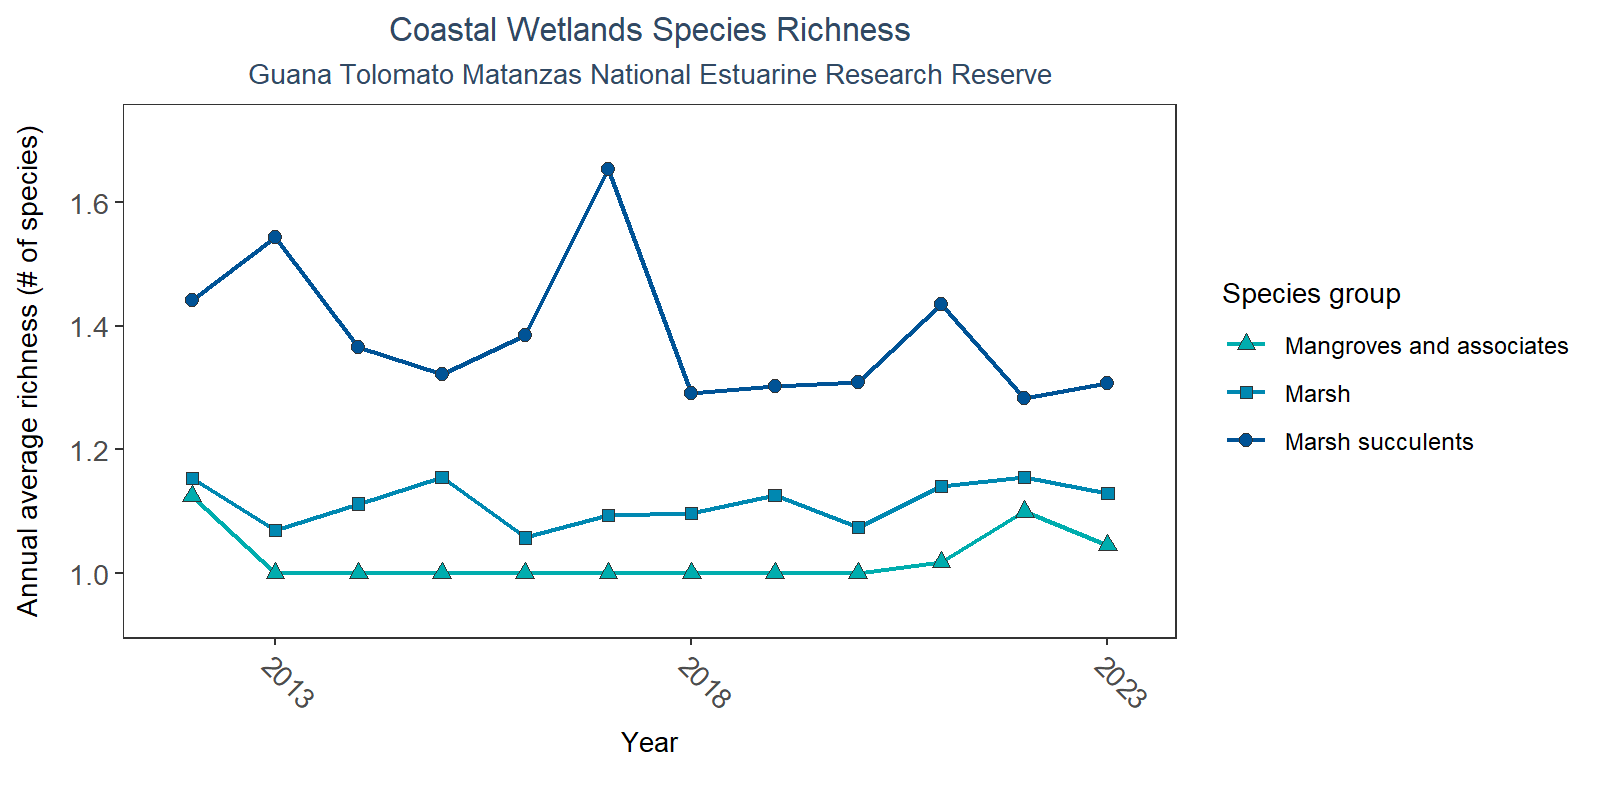 Coastal Wetlands Species Richness
Guana Tolomato Matanzas National Estuarine Research Reserve
Annual average richness (# of species)
1.6
1.4
1.2
1.0
2013
2018
2023
Year
Species group
Mangroves and associates
Marsh
Marsh succulents